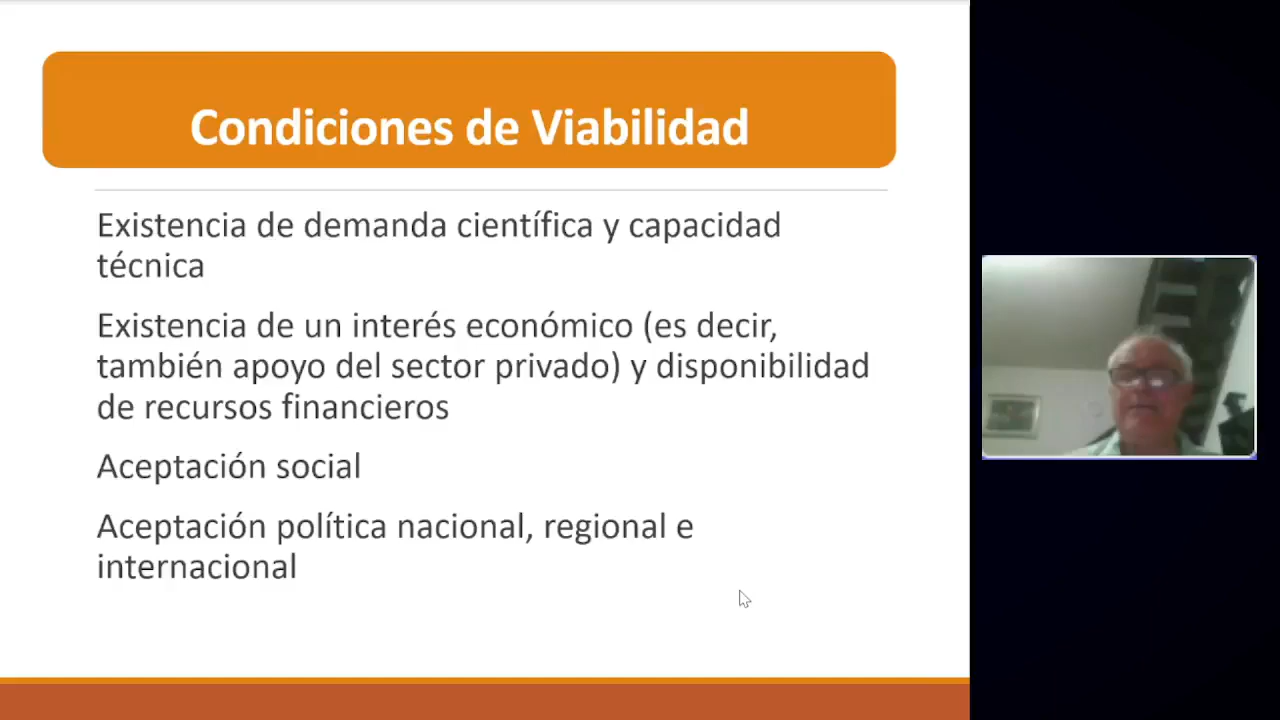 Condiciones de Viabilidad
Existencia de demanda científica y capacidad
técnica
Existencia de un interés económico (es decir,
también apoyo del sector privado) y disponibilidad
de recursos financieros
Aceptación social
Aceptación política nacional, regional e
internacional